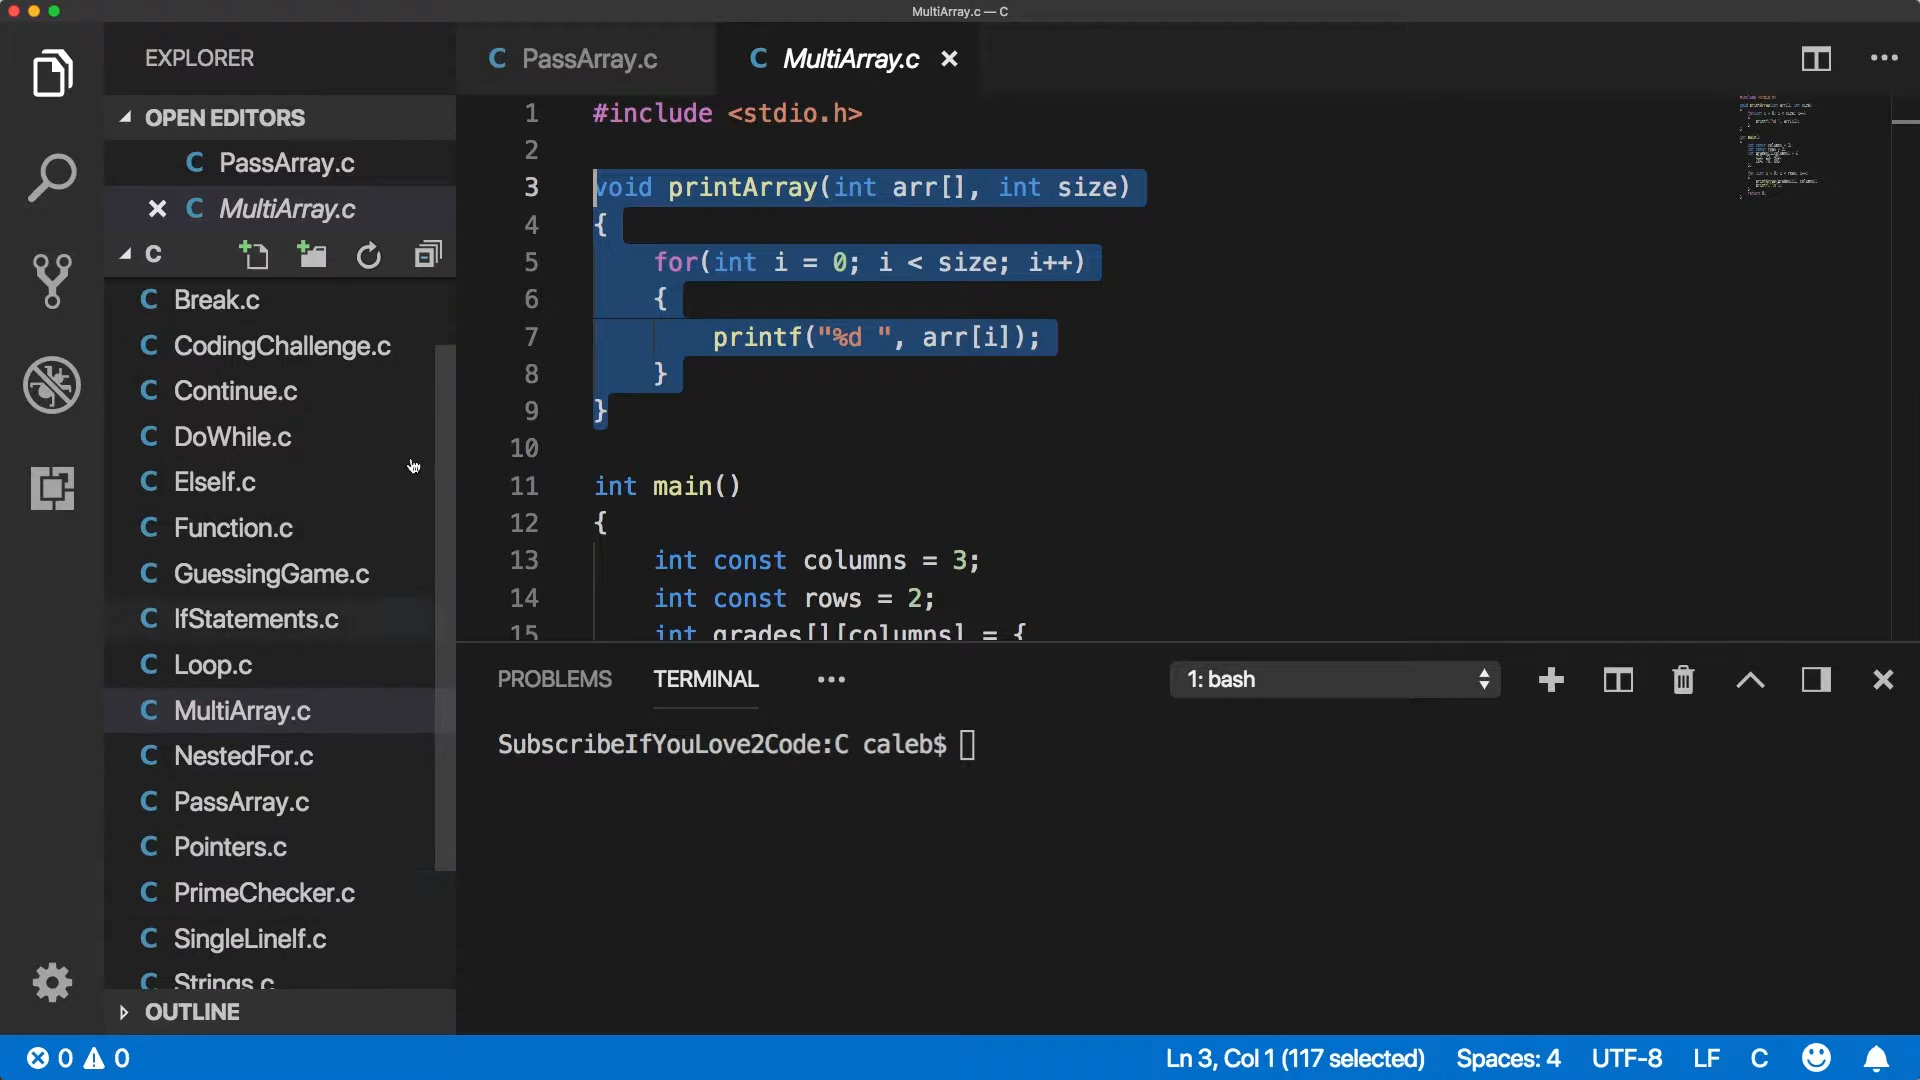 MultiArray.c — C
EXPLORER
OPEN EDITORS
C PassArray.c
C MultiArray.c
C
C Break.c
C CodingChallenge.c
C Continue.c
C DoWhile.c
C ElseIf.c
C Function.c
C GuessingGame.c
C IfStatements.c
C Loop.c
C MultiArray.c
C NestedFor.c
C PassArray.c
C Pointers.c
C PrimeChecker.c
C SingleLineIf.c
C Strings.c
OUTLINE
C PassArray.c
C MultiArray.c
1 #include <stdio.h>
2
3 void printArray(int arr[], int size)
4 {
5 for(int i = 0; i < size; i++)
6 {
7 printf("%d ", arr[i]);
8 }
9 }
10
11 int main()
12 {
13 int const columns = 3;
14 int const rows = 2;
15 int grades[][columns] = {
PROBLEMS TERMINAL 1: bash
SubscribeIfYouLove2Code:C caleb$
0 0 Ln 3, Col 1 (117 selected) Spaces: 4 UTF-8 LF C